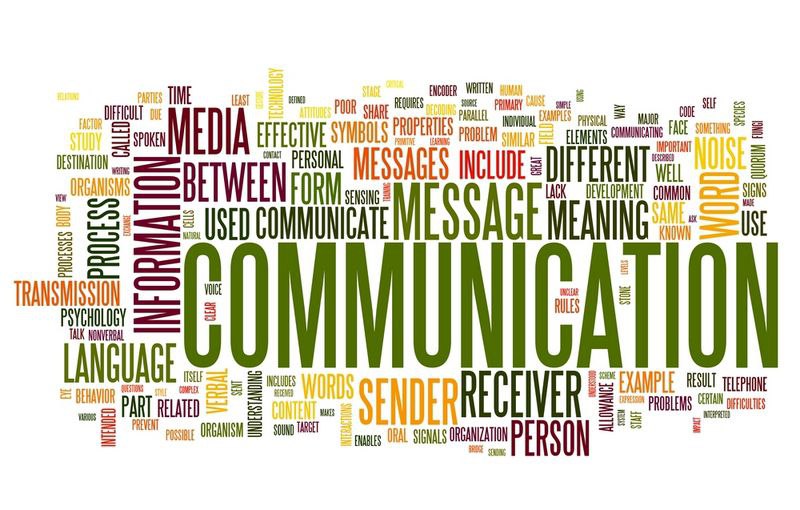 RELATIONS
PARTIES
TIME
LEAST
TECHNOLOGY
DEFINED
STAGE
CRITICAL
ENCODER
WRITTEN
HUMAN
USING
WAY
SELF
CODE
SPECIES
FACTOR
DIFFICULT
DUE
CALLED
SPOKEN
MEDIA
ATTITUDES
POOR
SHARE
REQUIRES
DECODING
SOURCE
PRIMARY
CAUSE
SIMPLE
PHYSICAL
MAJOR
STUDY
EFFECTIVE
SYMBOLS
PROPERTIES
PARALLEL
INDIVIDUAL
EXAMPLES
FIELD
ELEMENTS
COMMUNICATING
FACE
SOMETHING
FUNGI
DESTINATION
CONTACT
PERSONAL
PRIMITIVE
LEARNING
PROBLEM
SIMILAR
IMPORTANT
NOISE
QUORUM
WRITING
ORGANISMS
INFORMATION
BETWEEN
FORM
SENSING
TRAINING
MESSAGES
INCLUDE
GREAT
DIFFERENT
DESCRIBED
WELL
VIEW
BODY
PROCESSES
PROCESS
EXCHANGE
CELLS
NATURAL
USED
COMMUNICATE
MESSAGE
LACK
DEVELOPMENT
COMMON
WORD
SIGNS
MADE
MEANING
SAME
KNOWN
ASK
USE
COMMUNICATION
TRANSMISSION
VOICE
CLEAR
UNCLEAR
RULES
STONE
LEVELS
PSYCHOLOGY
TALK
NONVERBAL
LANGUAGE
ITSELF
VERBAL
SENT
UNDERSTANDING
INCLUDES
RECEIVED
WORDS
SENDER
RECEIVER
UNDERSTOOD
SCHEME
EXAMPLE
RESULT
TELEPHONE
EYE
BEHAVIOR
QUESTIONS
STYLE
COMPLEX
VARIOUS
INTENDED
PART
RELATED
CONTENT
MAKES
INTERACTIONS
ALLOWANCE
EXPRESSION
SYSTEM
STAFF
PROBLEMS
CERTAIN
DIFFICULTIES
IMPACT
INTERPRETED
PREVENT
POSSIBLE
ORGANISM
SOUND
TARGET
ENABLES
ORAL
SIGNALS
ORGANIZATION
PERSON
BRIDGE
SENDING